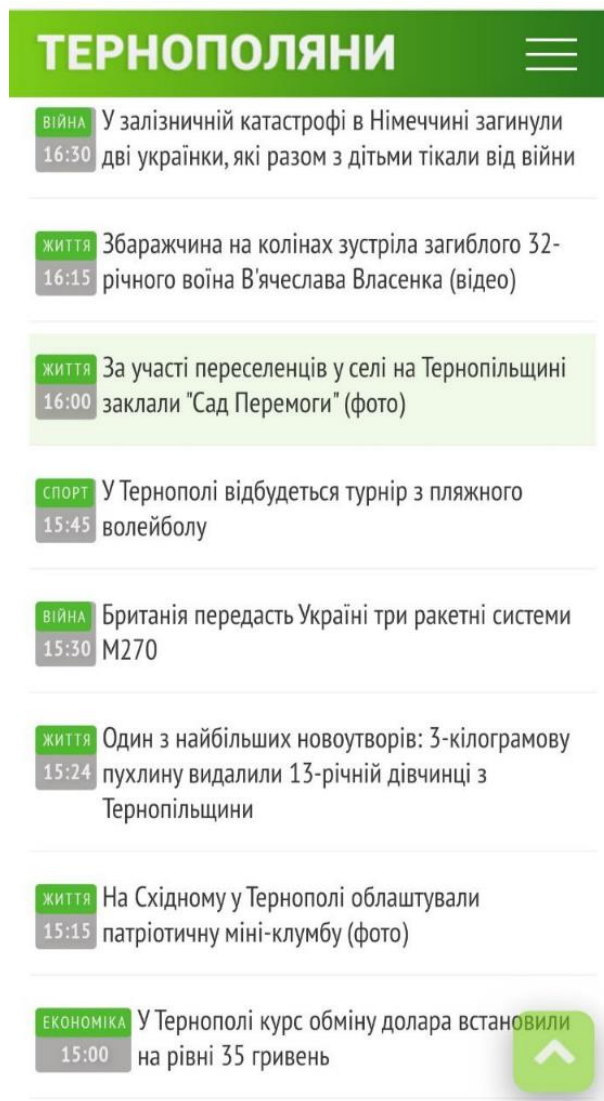 ТЕРНОПОЛЯНИ
ВІЙНА
16:30
У залізничній катастрофі в Німеччині загинули
дві українки, які разом з дітьми тікали від війни
ЖИТТЯ
16:15
Збаражчина на колінах зустріла загиблого 32-
річного воїна В'ячеслава Власенка (відео)
ЖИТТЯ
16:00
За участі переселенців у селі на Тернопільщині
заклали "Сад Перемоги" (фото)
СПОРТ
15:45
У Тернополі відбудеться турнір з пляжного
волейболу
ВІЙНА
15:30
Британія передасть Україні три ракетні системи
M270
ЖИТТЯ
15:24
Один з найбільших новоутворів: 3-кілограмову
пухлину видалили 13-річній дівчинці з
Тернопільщини
ЖИТТЯ
15:15
На Східному у Тернополі облаштували
патріотичну міні-клумбу (фото)
ЕКОНОМІКА
15:00
У Тернополі курс обміну долара встановили
на рівні 35 гривень